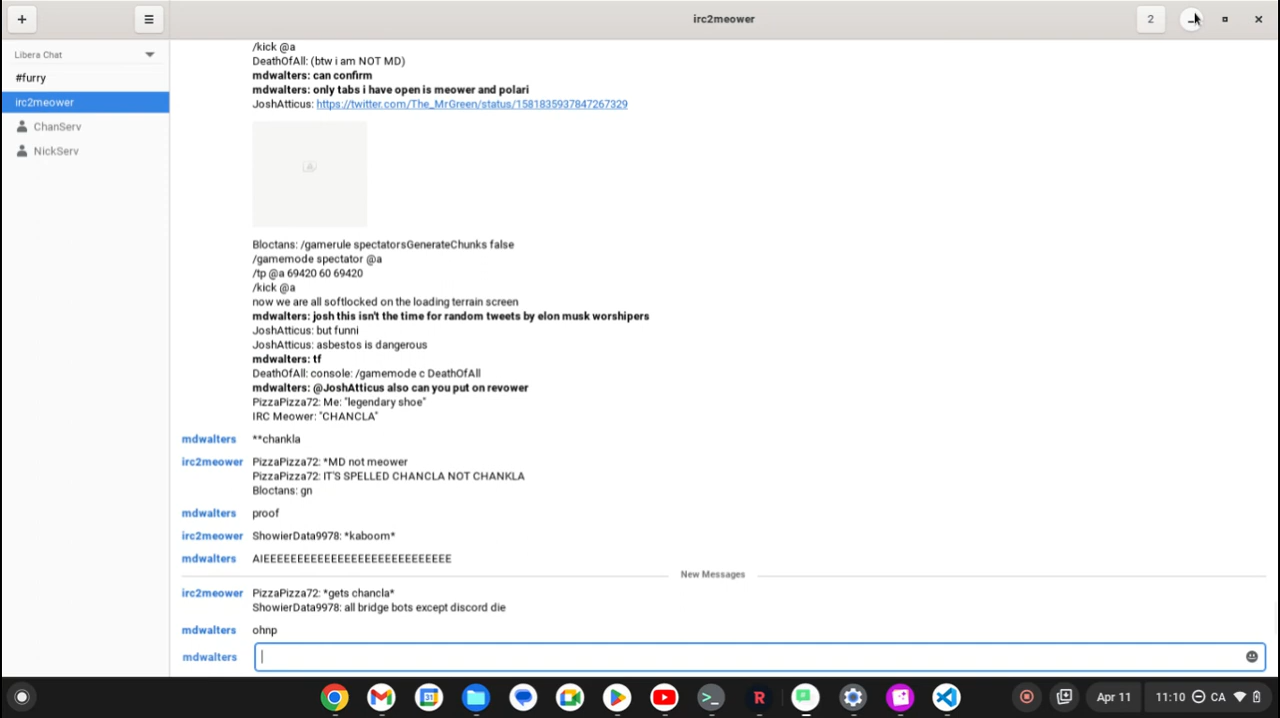 irc2meower
2
Libera Chat
#furry
irc2meower
ChanServ
NickServ
/kick @a
DeathOfAll: (btw i am NOT MD)
mdwalters: can confirm
mdwalters: only tabs i have open is meower and polari
JoshAtticus: https://twitter.com/The_MrGreen/status/1581835937847267329
Bloctans: /gamerule spectatorsGenerateChunks false
/gamemode spectator @a
/tp @a 69420 60 69420
/kick @a
now we are all softlocked on the loading terrain screen
mdwalters: josh this isn't the time for random tweets by elon musk worshipers
JoshAtticus: but funni
JoshAtticus: asbestos is dangerous
mdwalters: tf
DeathOfAll: console: /gamemode c DeathOfAll
mdwalters: @JoshAtticus also can you put on revower
PizzaPizza72: Me: "legendary shoe"
IRC Meower: "CHANCLA"
mdwalters **chankla
irc2meower PizzaPizza72: *MD not meower
PizzaPizza72: IT'S SPELLED CHANCLA NOT CHANKLA
Bloctans: gn
mdwalters proof
irc2meower ShowierData9978: *kaboom*
mdwalters AIEEEEEEEEEEEEEEEEEEEEEEEEEEEE
New Messages
irc2meower PizzaPizza72: *gets chancla*
ShowierData9978: all bridge bots except discord die
mdwalters ohnp
mdwalters
Apr 11 11:10 CA